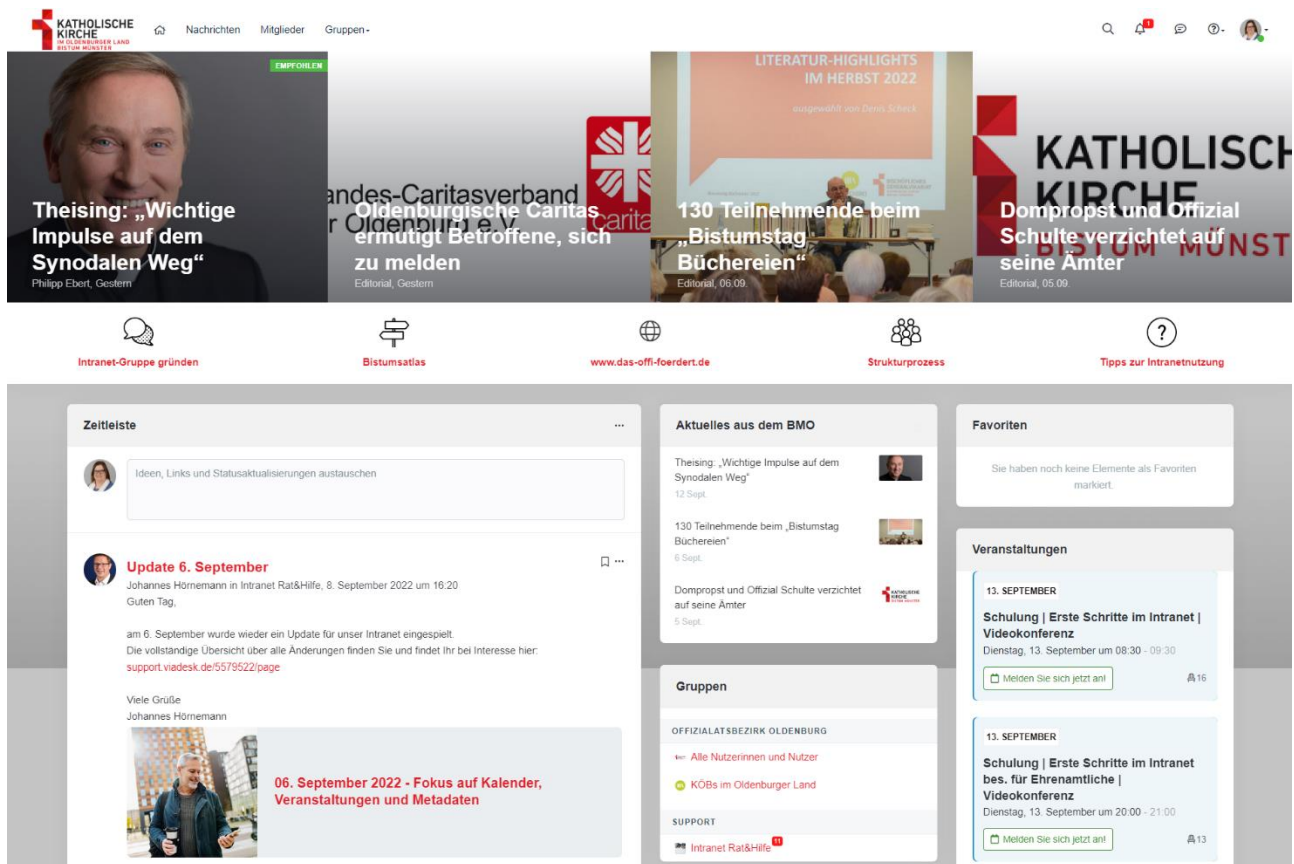 KATHOLISCHE
KIRCHE
IM OLDENBURGER LAND
BISTUM MÜNSTER
Nachrichten
Mitglieder
Gruppen
1
EMPFOHLEN
Theising: „Wichtige
Impulse auf dem
Synodalen Weg“
Philipp Ebert, Gestern
andes-Caritasverband
r Oldenburg e.V.
carita
Oldenburgische Caritas
ermutigt Betroffene, sich
zu melden
Editorial, Gestern
LITERATUR-HIGHLIGHTS
IM HERBST 2022
ausgewählt von Denis Scheck
130 Teilnehmende beim
„Bistumstag
Büchereien“
Editorial, 06.09.
KATHOLISCH
KIRCHE
BISTUM MÜNST
Dompropst und Offizial
Schulte verzichtet auf
seine Ämter
Editorial, 05.09.
Intranet-Gruppe gründen
Bistumsatlas
www.das-offi-foerdert.de
Strukturprozess
?
Tipps zur Intranetnutzung
Zeitleiste
Ideen, Links und Statusaktualisierungen austauschen
Update 6. September
Johannes Hörnemann in Intranet Rat&Hilfe, 8. September 2022 um 16:20
Guten Tag,
am 6. September wurde wieder ein Update für unser Intranet eingespielt.
Die vollständige Übersicht über alle Änderungen finden Sie und findet Ihr bei Interesse hier:
support.viadesk.de/5579522/page
Viele Grüße
Johannes Hörnemann
06. September 2022 - Fokus auf Kalender,
Veranstaltungen und Metadaten
Aktuelles aus dem BMO
Theising: „Wichtige Impulse auf dem
Synodalen Weg“
12 Sept.
130 Teilnehmende beim „Bistumstag
Büchereien“
6 Sept.
Dompropst und Offizial Schulte verzichtet
auf seine Ämter
5 Sept.
KATHOLISCHE
KIRCHE
Gruppen
OFFIZIALATSBEZIRK OLDENBURG
Alle Nutzerinnen und Nutzer
KÖBs im Oldenburger Land
SUPPORT
Intranet Rat&Hilfe
11
Favoriten
Sie haben noch keine Elemente als Favoriten
markiert.
Veranstaltungen
13. SEPTEMBER
Schulung | Erste Schritte im Intranet |
Videokonferenz
Dienstag, 13. September um 08:30 - 09:30
Melden Sie sich jetzt an!
16
13. SEPTEMBER
Schulung | Erste Schritte im Intranet
bes. für Ehrenamtliche |
Videokonferenz
Dienstag, 13. September um 20:00 - 21:00
Melden Sie sich jetzt an!
13